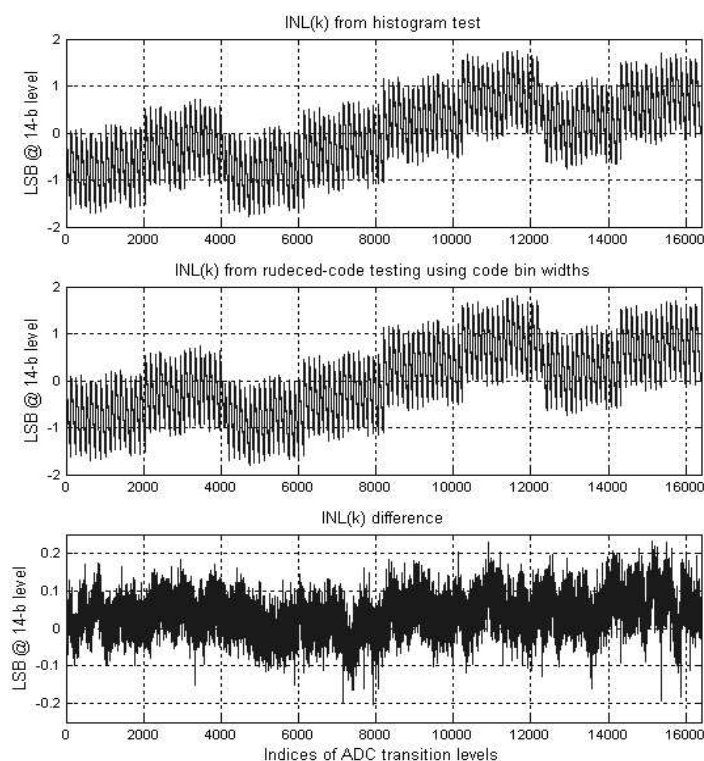 INL(k) from histogram test
LSB @ 14-b level
2
1
0
-1
-2
0 2000 4000 6000 8000 10000 12000 14000 16000
INL(k) from rudeced-code testing using code bin widths
LSB @ 14-b level
2
1
0
-1
-2
0 2000 4000 6000 8000 10000 12000 14000 16000
INL(k) difference
LSB @ 14-b level
0.2
0.1
0
-0.1
-0.2
0 2000 4000 6000 8000 10000 12000 14000 16000
Indices of ADC transition levels